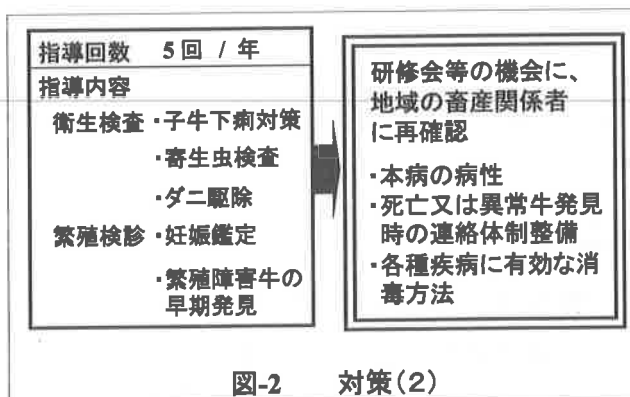 指導回数 5回 / 年
指導内容
衛生検査・子牛下痢対策
・寄生虫検査
・ダニ駆除
繁殖検診・妊娠鑑定
・繁殖障害牛の
早期発見
研修会等の機会に、
地域の畜産関係者
に再確認
・本病の病性
・死亡又は異常牛発見
時の連絡体制整備
・各種疾病に有効な消
毒方法
図-2 対策(2)